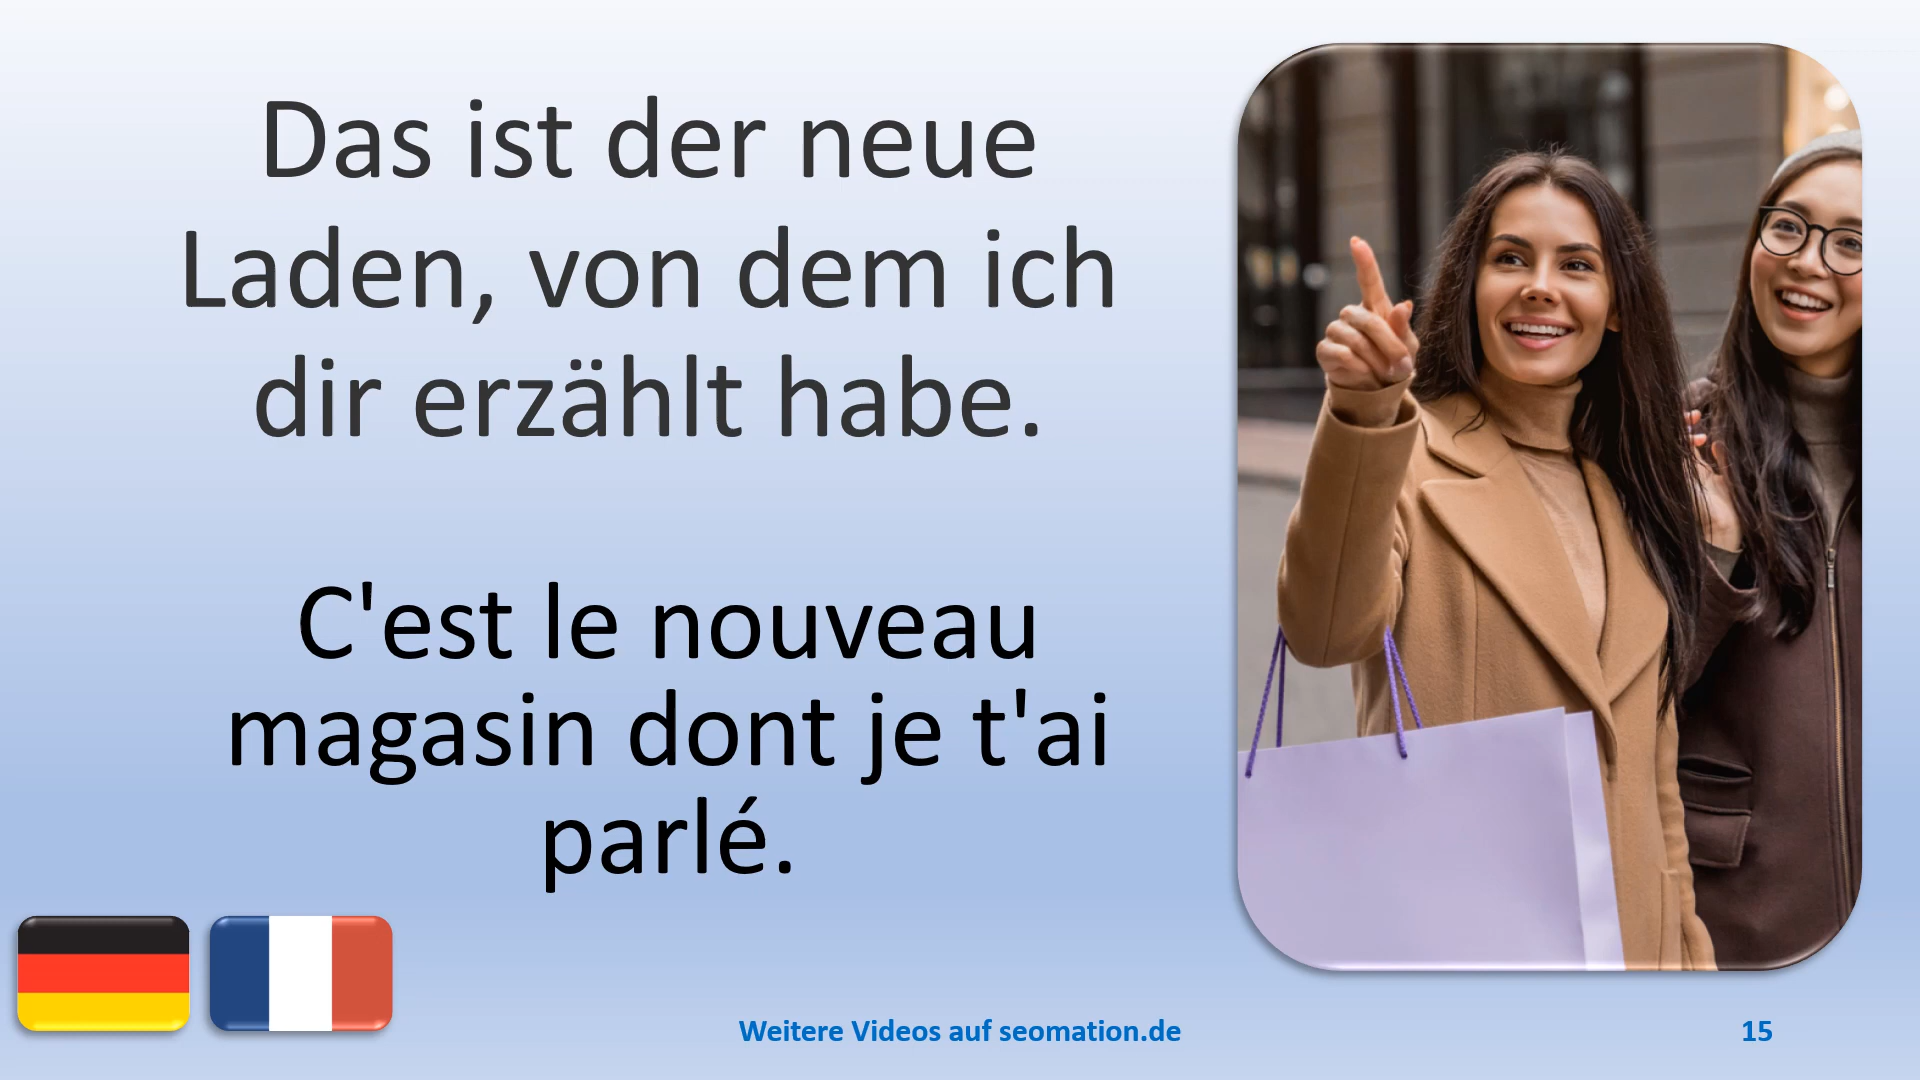 Das ist der neue
Laden, von dem ich
dir erzählt habe.
C'est le nouveau
magasin dont je t'ai
parlé.
Weitere Videos auf seomation.de
15